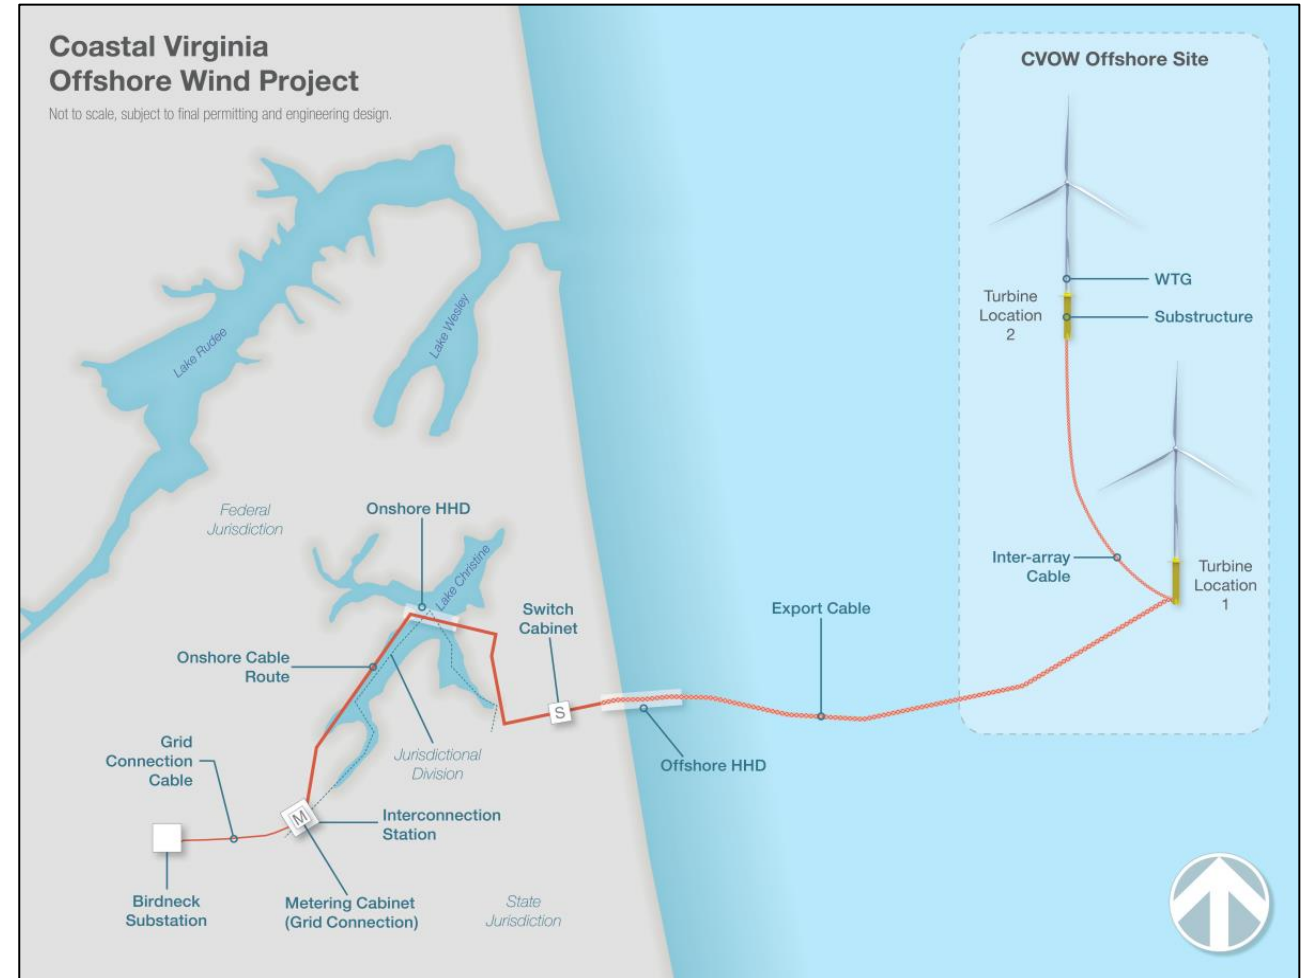 Coastal Virginia
Offshore Wind Project
Not to scale, subject to final permitting and engineering design.
CVOW Offshore Site
WTG
Turbine
Location
2
Substructure
Lake Rudee
Lake Wesley
Federal
Jurisdiction
Onshore HHD
Lake Christine
Inter-array
Cable
Turbine
Location
1
Switch
Cabinet
Export Cable
Onshore Cable
Route
S
Grid
Connection
Cable
Jurisdictional
Division
Offshore HHD
M
Interconnection
Station
Birdneck
Substation
Metering Cabinet
(Grid Connection)
State
Jurisdiction